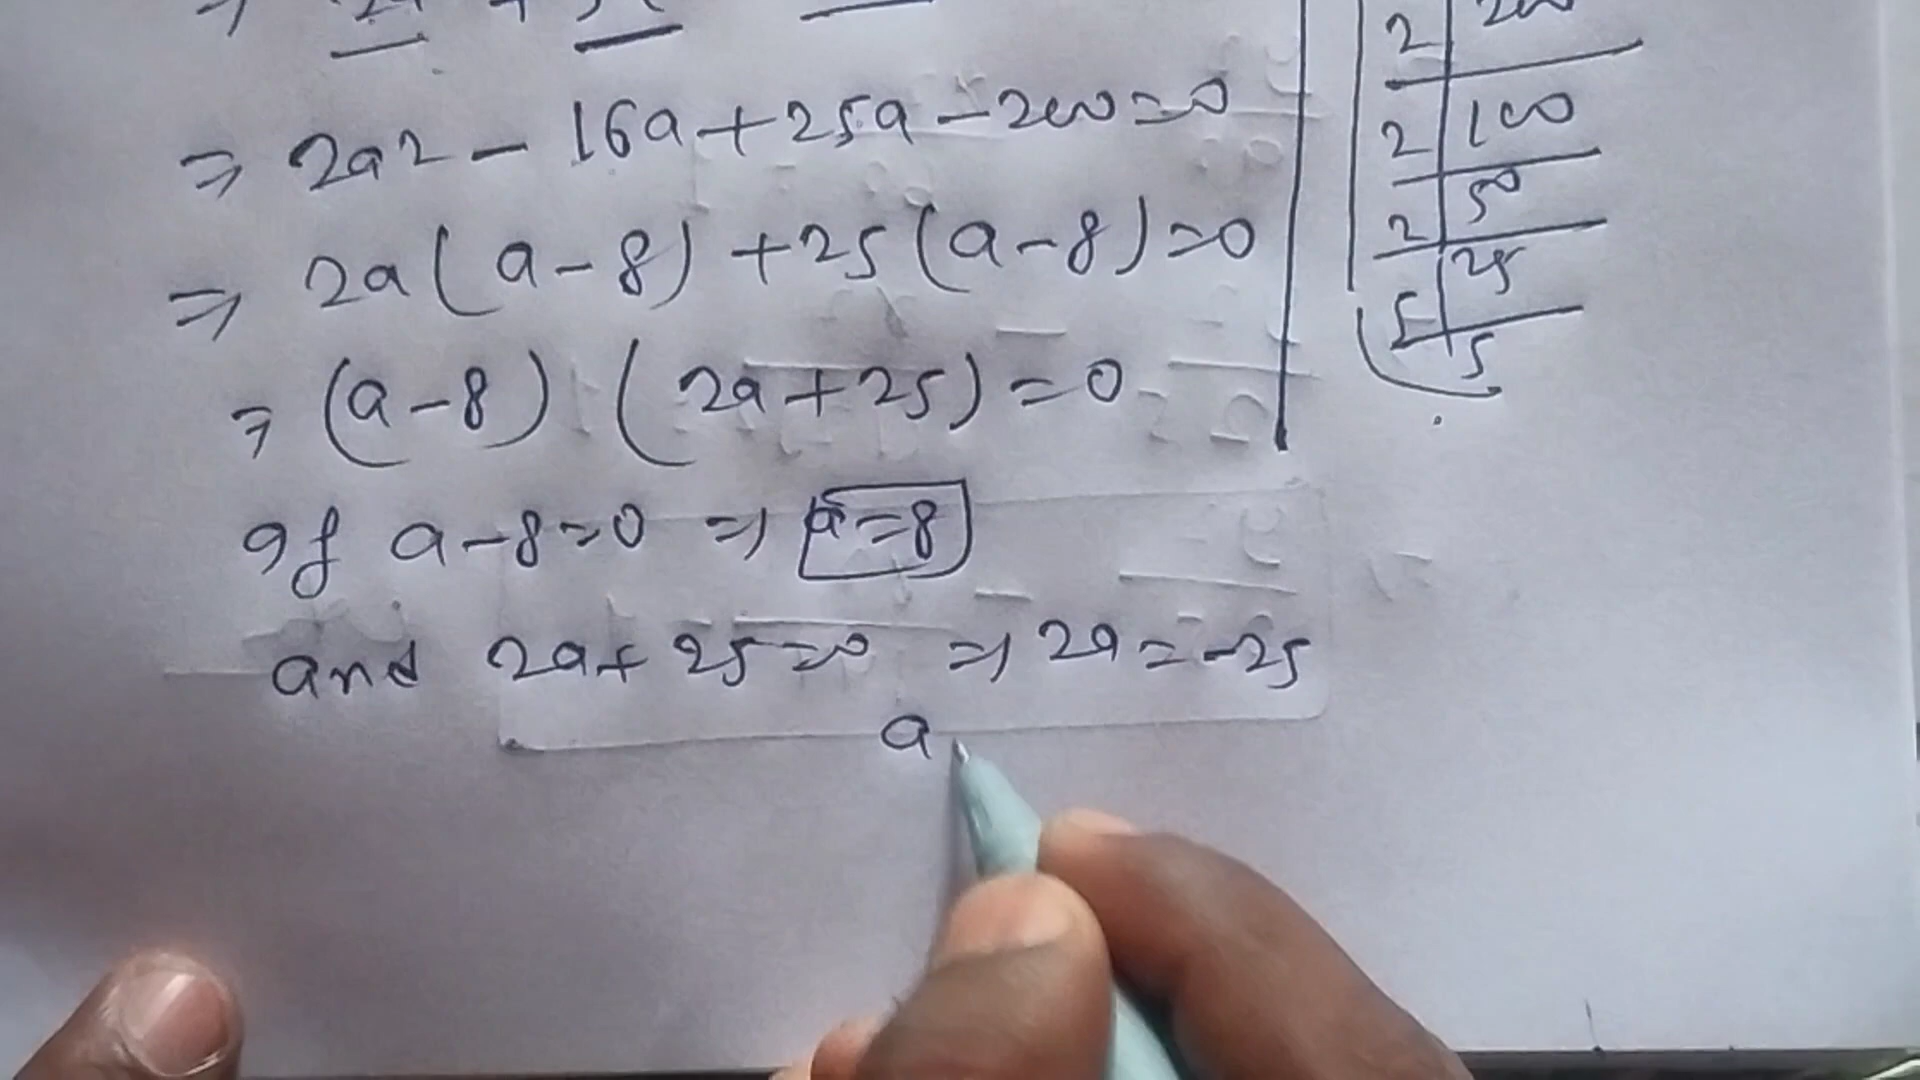 ⇒ 2a2 - 16a + 25a - 200 = 0
⇒ 2a(a-8) + 25(a-8) = 0
⇒ (a-8) (2a+25) = 0
If a-8=0 ⇒ a=8
and 2a+25=0 ⇒ 2a=-25
a
2 | 200
2 | 100
2 | 50
5 | 25
5